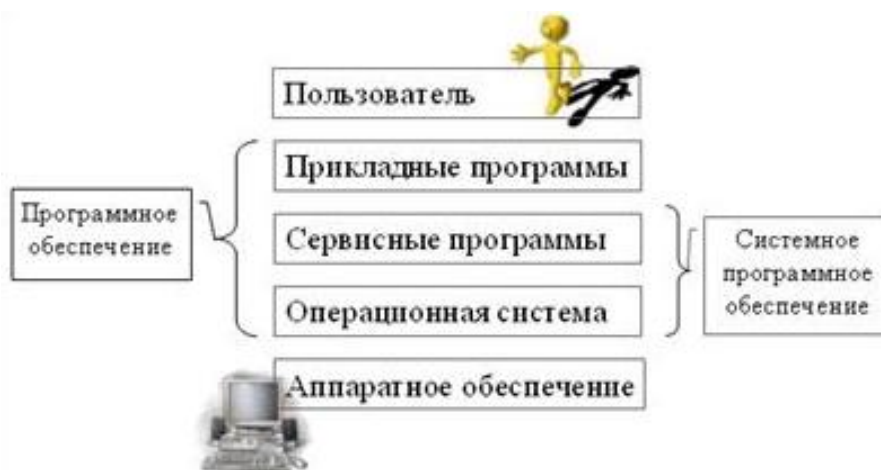 Пользователь
Прикладные программы
Программное
обеспечение
Сервисные программы
Системное
программное
обеспечение
Операционная система
Аппаратное обеспечение